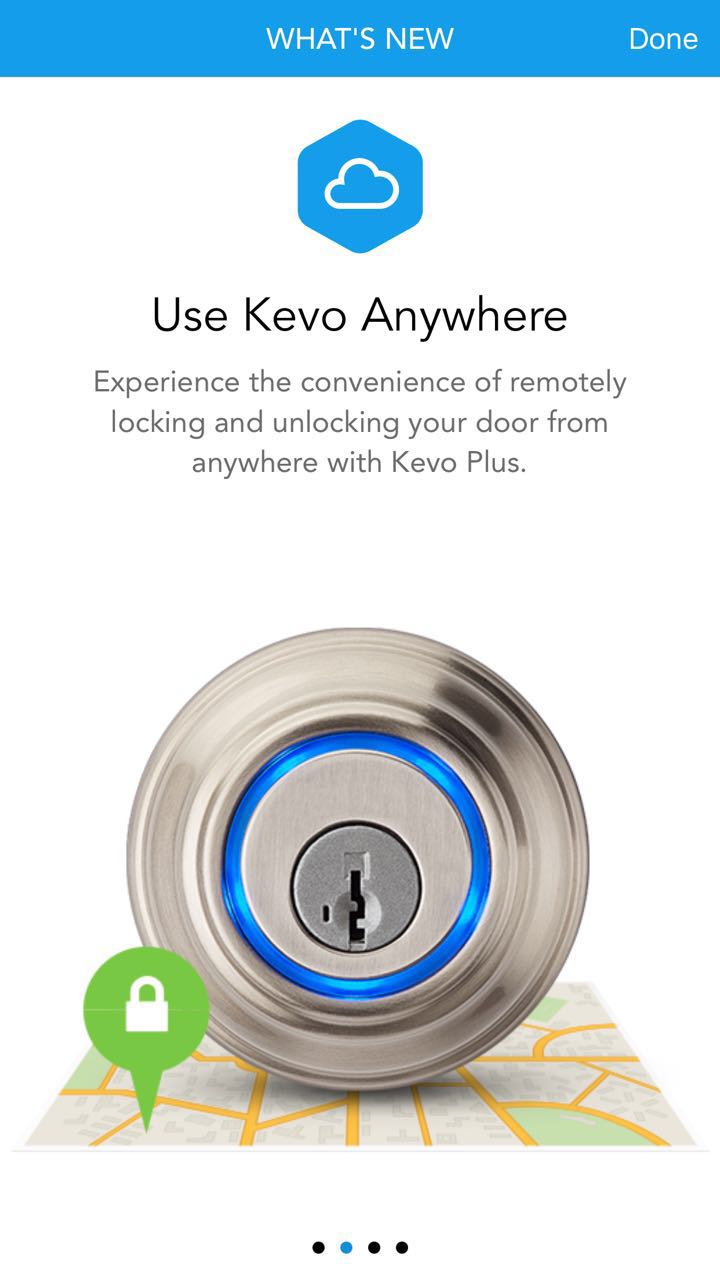 WHAT'S NEW
Done
Use Kevo Anywhere
Experience the convenience of remotely
locking and unlocking your door from
anywhere with Kevo Plus.